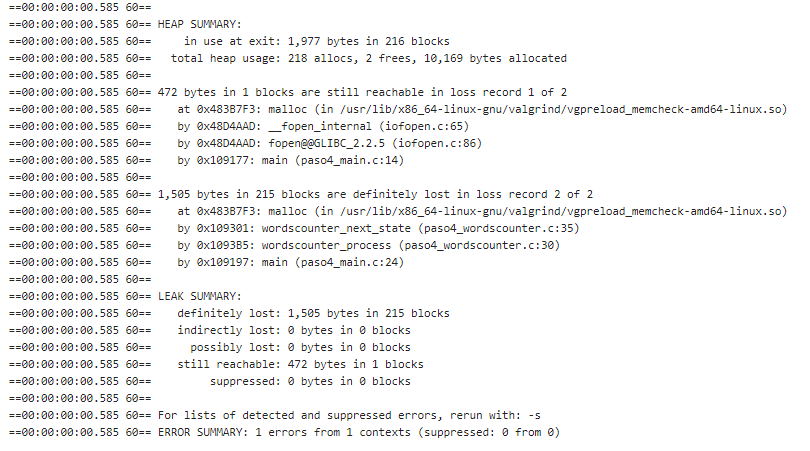 ==00:00:00:00.585 60==
==00:00:00:00.585 60== HEAP SUMMARY:
==00:00:00:00.585 60==     in use at exit: 1,977 bytes in 216 blocks
==00:00:00:00.585 60==   total heap usage: 218 allocs, 2 frees, 10,169 bytes allocated
==00:00:00:00.585 60==
==00:00:00:00.585 60== 472 bytes in 1 blocks are still reachable in loss record 1 of 2
==00:00:00:00.585 60==    at 0x483B7F3: malloc (in /usr/lib/x86_64-linux-gnu/valgrind/vgpreload_memcheck-amd64-linux.so)
==00:00:00:00.585 60==    by 0x48D4AAD: __fopen_internal (iofopen.c:65)
==00:00:00:00.585 60==    by 0x48D4AAD: fopen@@GLIBC_2.2.5 (iofopen.c:86)
==00:00:00:00.585 60==    by 0x109177: main (paso4_main.c:14)
==00:00:00:00.585 60==
==00:00:00:00.585 60== 1,505 bytes in 215 blocks are definitely lost in loss record 2 of 2
==00:00:00:00.585 60==    at 0x483B7F3: malloc (in /usr/lib/x86_64-linux-gnu/valgrind/vgpreload_memcheck-amd64-linux.so)
==00:00:00:00.585 60==    by 0x109301: wordscounter_next_state (paso4_wordscounter.c:35)
==00:00:00:00.585 60==    by 0x1093B5: wordscounter_process (paso4_wordscounter.c:30)
==00:00:00:00.585 60==    by 0x109197: main (paso4_main.c:24)
==00:00:00:00.585 60==
==00:00:00:00.585 60== LEAK SUMMARY:
==00:00:00:00.585 60==    definitely lost: 1,505 bytes in 215 blocks
==00:00:00:00.585 60==    indirectly lost: 0 bytes in 0 blocks
==00:00:00:00.585 60==      possibly lost: 0 bytes in 0 blocks
==00:00:00:00.585 60==    still reachable: 472 bytes in 1 blocks
==00:00:00:00.585 60==         suppressed: 0 bytes in 0 blocks
==00:00:00:00.585 60==
==00:00:00:00.585 60== For lists of detected and suppressed errors, rerun with: -s
==00:00:00:00.585 60== ERROR SUMMARY: 1 errors from 1 contexts (suppressed: 0 from 0)